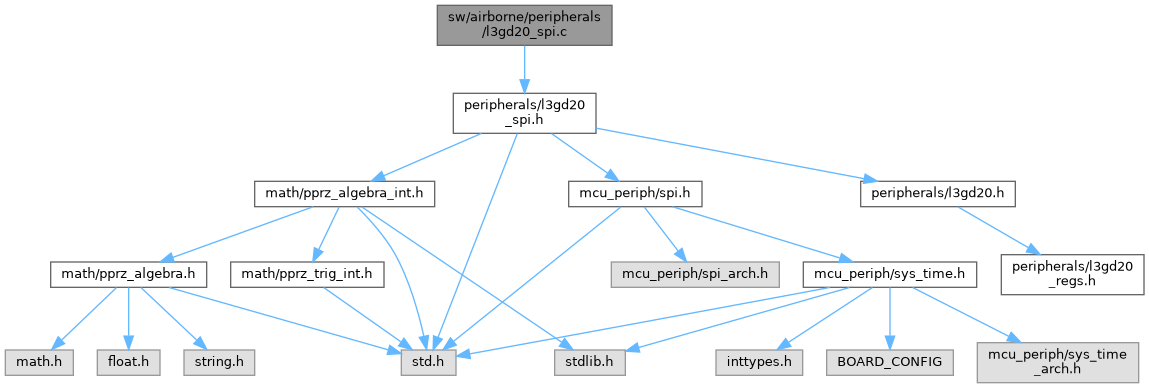 sw/airborne/peripherals
/l3gd20_spi.c
peripherals/l3gd20
_spi.h
math/pprz_algebra_int.h
mcu_periph/spi.h
peripherals/l3gd20.h
math/pprz_algebra.h
math/pprz_trig_int.h
mcu_periph/spi_arch.h
mcu_periph/sys_time.h
peripherals/l3gd20
_regs.h
math.h
float.h
string.h
std.h
stdlib.h
inttypes.h
BOARD_CONFIG
mcu_periph/sys_time
_arch.h